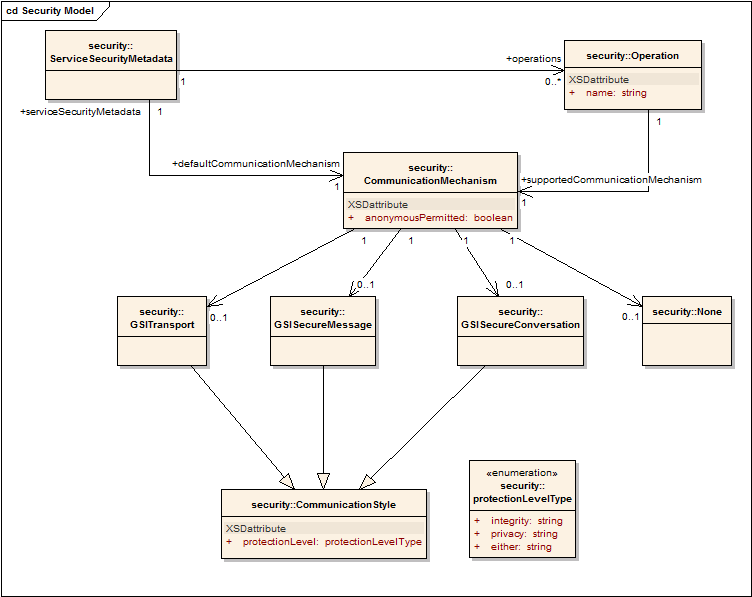 cd Security Model
security::
ServiceSecurityMetadata
1
+serviceSecurityMetadata
1
+operations
0..*
security::Operation
XSDattribute
+ name: string
1
+defaultCommunicationMechanism
1
security::
CommunicationMechanism
XSDattribute
+ anonymousPermitted: boolean
+supportedCommunicationMechanism
1
1
1
1
1
0..1
0..1
0..1
0..1
security::
GSITransport
security::
GSISecureMessage
security::
GSISecureConversation
security::None
security::CommunicationStyle
XSDattribute
+ protectionLevel: protectionLevelType
«enumeration»
security::
protectionLevelType
+ integrity: string
+ privacy: string
+ either: string